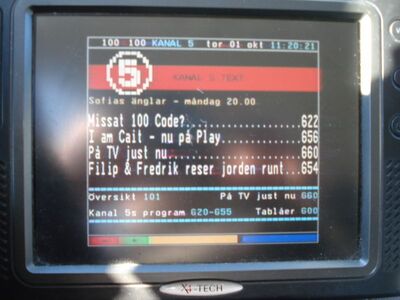 100 100 KANAL 5 tor 01 okt 11:20:21
5
KANAL 5 TEXT
Sofias änglar - måndag 20.00
Missat 100 Code?..................622
I am Cait - nu på Play............656
På TV just nu.....................660
Filip & Fredrik reser jorden runt..654
Översikt 101 På TV just nu 660
Kanal 5s program 620-655 Tablåer 600
X4-TECH